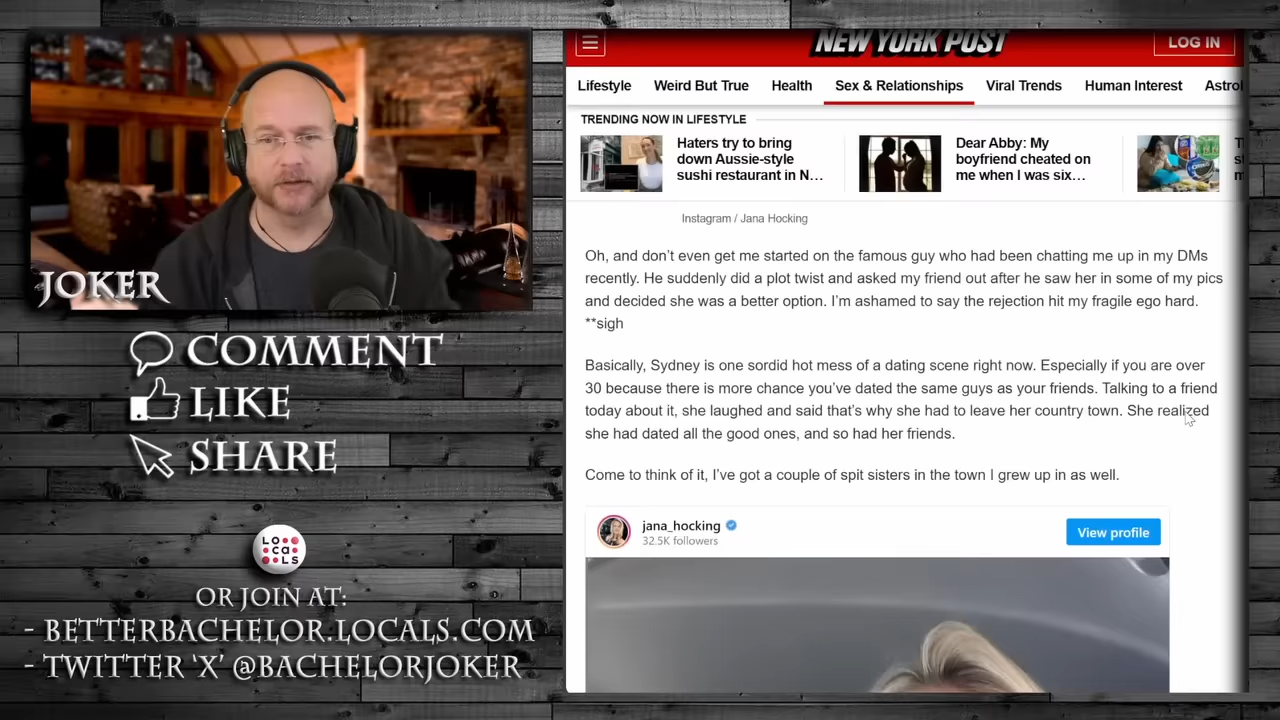 JOKER
COMMENT
LIKE
SHARE
LOCALS
OR JOIN AT:
- BETTERBACHELOR.LOCALS.COM
- TWITTER 'X' @BACHELORJOKER
NEW YORK POST
LOG IN
Lifestyle Weird But True Health Sex & Relationships Viral Trends Human Interest Astrol
TRENDING NOW IN LIFESTYLE
Haters try to bring
down Aussie-style
sushi restaurant in N...
Dear Abby: My
boyfriend cheated on
me when I was six...
Instagram / Jana Hocking
Oh, and don't even get me started on the famous guy who had been chatting me up in my DMs
recently. He suddenly did a plot twist and asked my friend out after he saw her in some of my pics
and decided she was a better option. I'm ashamed to say the rejection hit my fragile ego hard.
**sigh
Basically, Sydney is one sordid hot mess of a dating scene right now. Especially if you are over
30 because there is more chance you've dated the same guys as your friends. Talking to a friend
today about it, she laughed and said that's why she had to leave her country town. She realized
she had dated all the good ones, and so had her friends.
Come to think of it, I've got a couple of spit sisters in the town I grew up in as well.
jana_hocking
32.5K followers
View profile